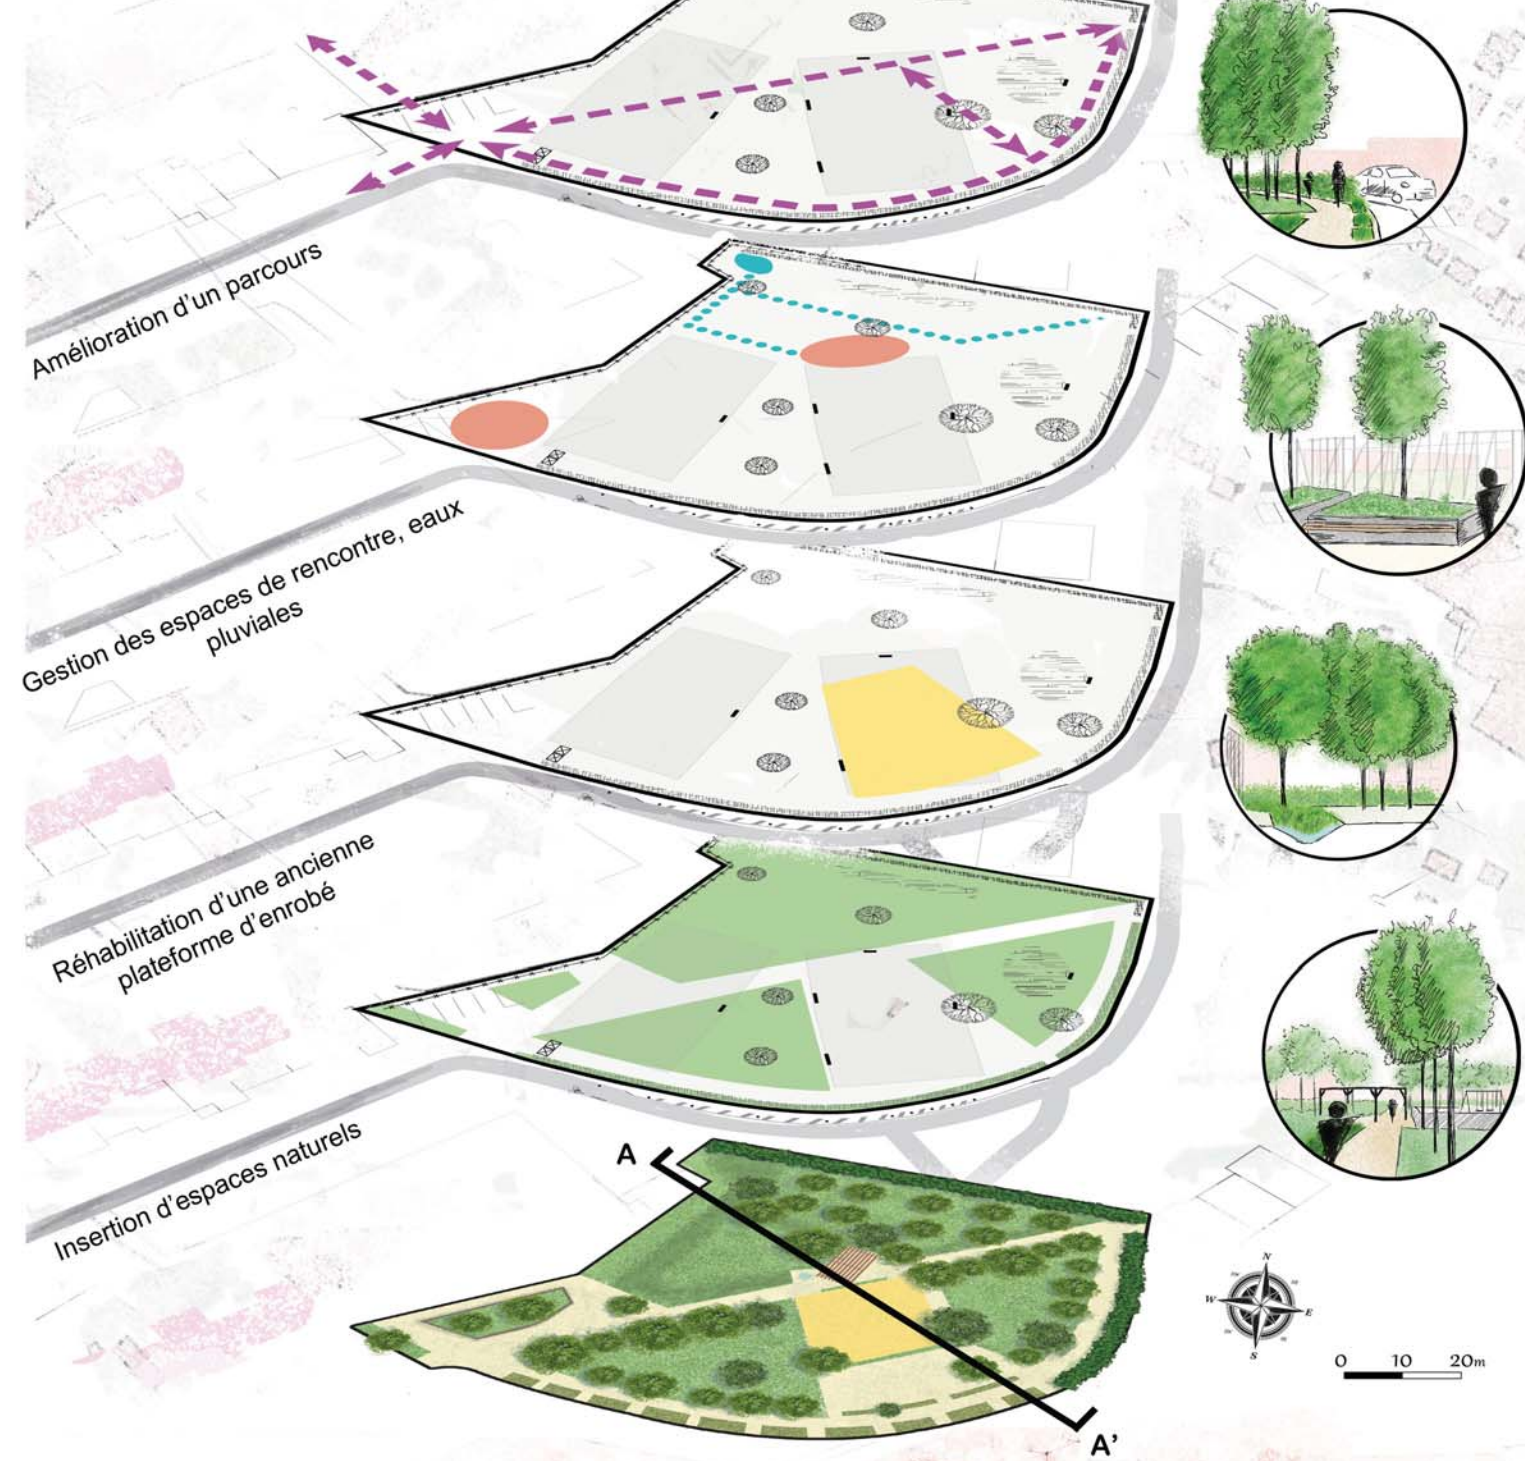 Amélioration d'un parcours
Gestion des espaces de rencontre, eaux
pluviales
Réhabilitation d'une ancienne
plateforme d'enrobé
Insertion d'espaces naturels
A
A'
N
W
E
S
0 10 20m